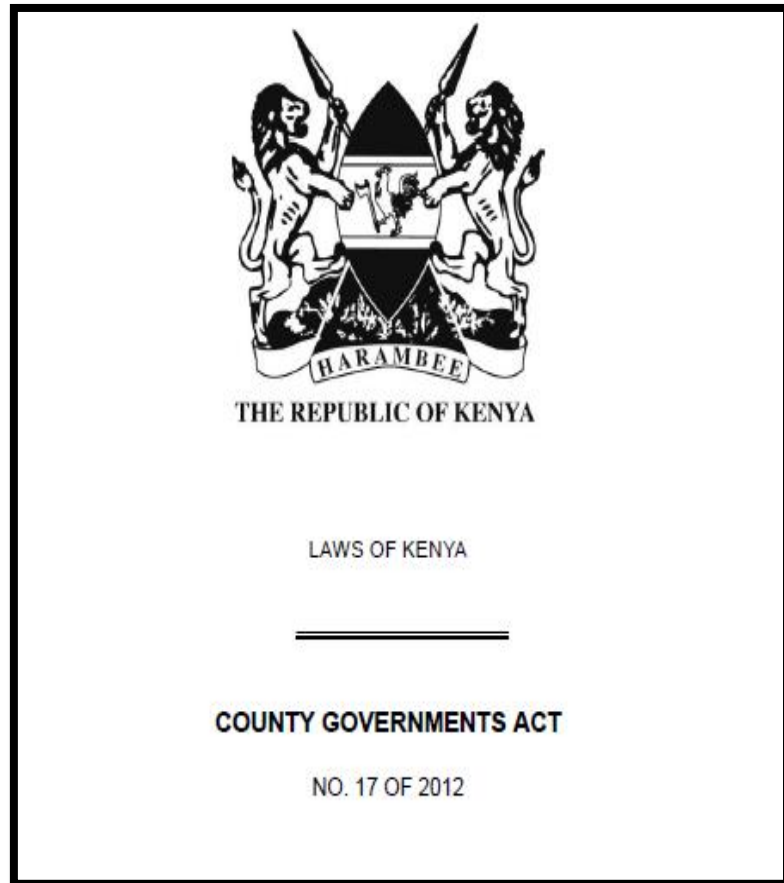 HARAMBEE
THE REPUBLIC OF KENYA
LAWS OF KENYA
COUNTY GOVERNMENTS ACT
NO. 17 OF 2012